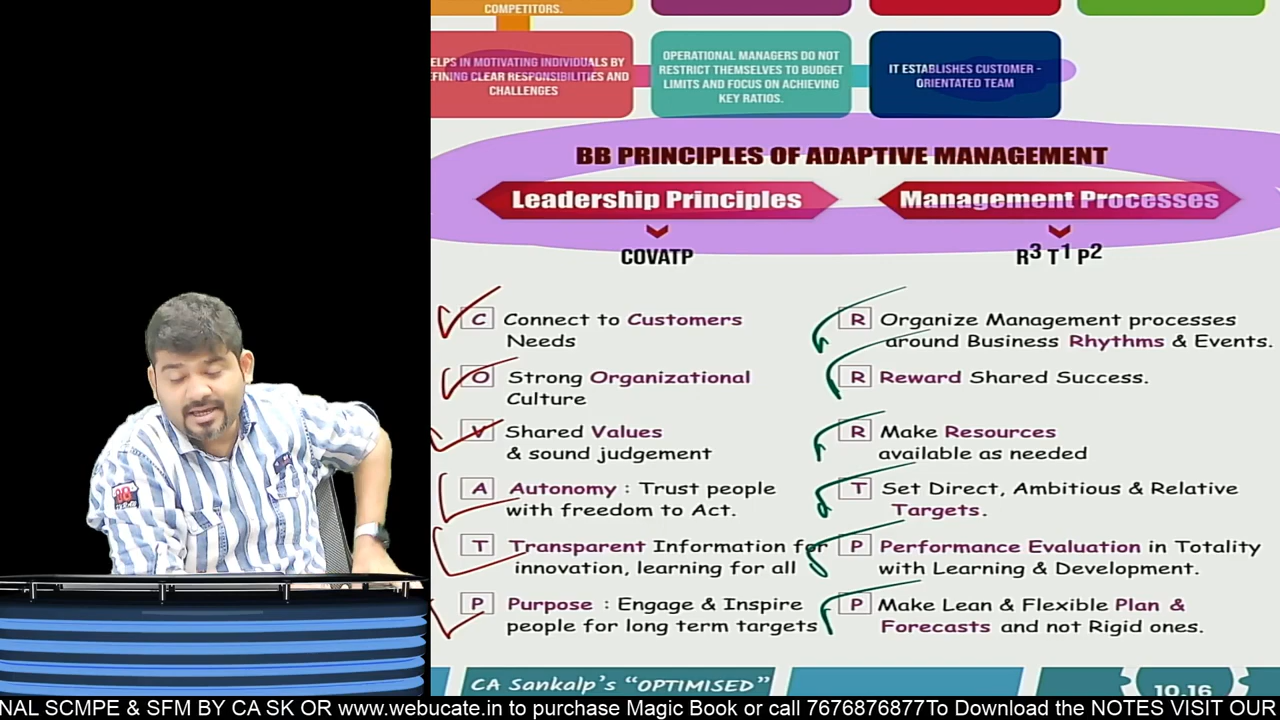 COMPETITORS.
ELPS IN MOTIVATING INDIVIDUALS BY
FINING CLEAR RESPONSIBILITIES AND
CHALLENGES
OPERATIONAL MANAGERS DO NOT
RESTRICT THEMSELVES TO BUDGET
LIMITS AND FOCUS ON ACHIEVING
KEY RATIOS.
IT ESTABLISHES CUSTOMER -
ORIENTATED TEAM
BB PRINCIPLES OF ADAPTIVE MANAGEMENT
Leadership Principles
COVATP
C Connect to Customers
Needs
O Strong Organizational
Culture
V Shared Values
& sound judgement
A Autonomy : Trust people
with freedom to Act.
T Transparent Information for
innovation, learning for all
P Purpose : Engage & Inspire
people for long term targets
Management Processes
R3 T1 P2
R Organize Management processes
around Business Rhythms & Events.
R Reward Shared Success.
R Make Resources
available as needed
T Set Direct, Ambitious & Relative
Targets.
P Performance Evaluation in Totality
with Learning & Development.
P Make Lean & Flexible Plan &
Forecasts and not Rigid ones.
CA Sankalp's "OPTIMISED"
10.16
NAL SCMPE & SFM BY CA SK OR www.webucate.in to purchase Magic Book or call 7676876877To Download the NOTES VISIT OUR